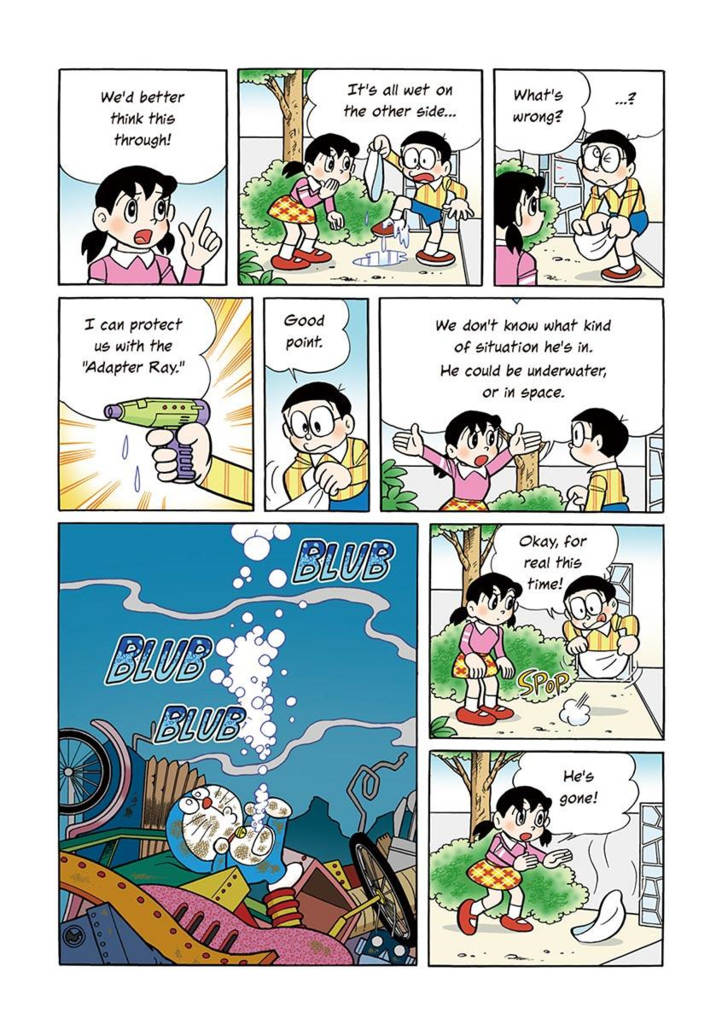 ...?
What's
wrong?
It's all wet on
the other side...
We'd better
think this
through!
We don't know what kind
of situation he's in.
He could be underwater,
or in space.
Good
point.
I can protect
us with the
"Adapter Ray."
Okay, for
real this
time!
SPOP
He's
gone!
BLUB
BLUB
BLUB